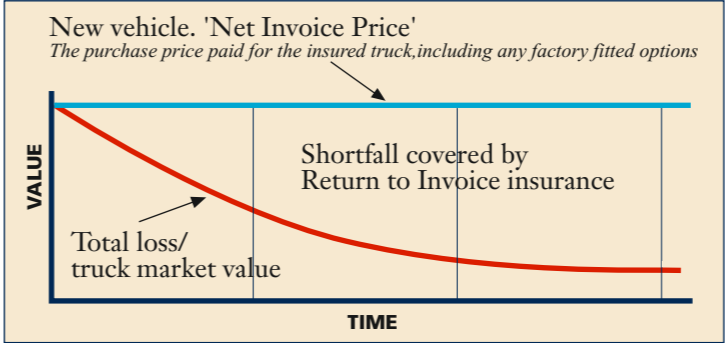 New vehicle. 'Net Invoice Price'
The purchase price paid for the insured truck,including any factory fitted options
Shortfall covered by
Return to Invoice insurance
VALUE
Total loss/
truck market value
TIME